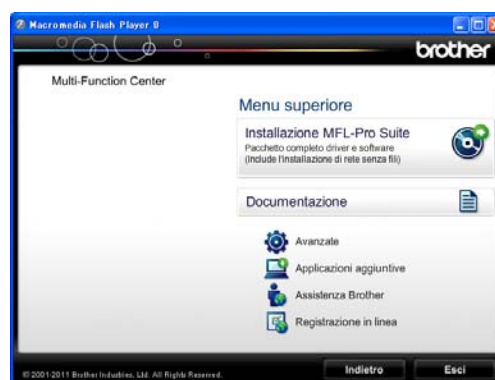 Macromedia Flash Player 8
brother
Multi-Function Center
Menu superiore
Installazione MFL-Pro Suite
Pacchetto completo driver e software
(Include l'installazione di rete senza fili)
Documentazione
Avanzate
Applicazioni aggiuntive
Assistenza Brother
Registrazione in linea
© 2001-2011 Brother Industries, Ltd. All Rights Reserved.
Indietro
Esci